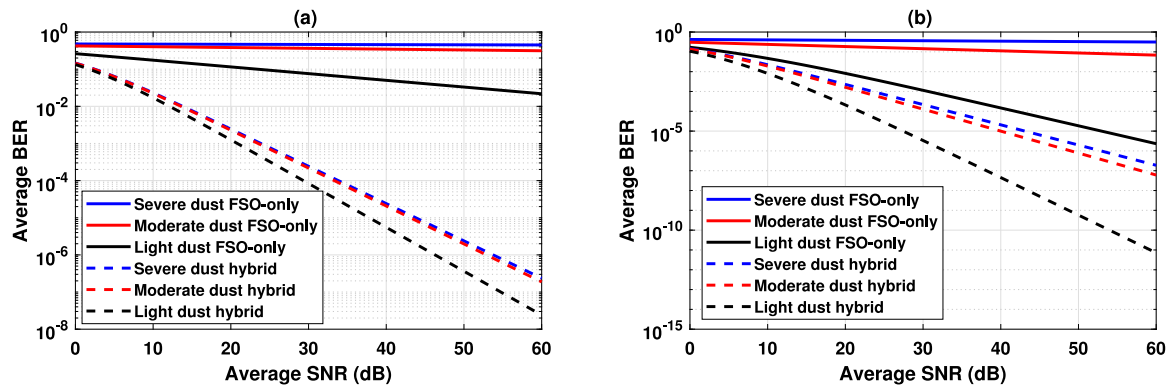 (a)
10^0
10^-2
10^-4
10^-6
10^-8
Average BER
Severe dust FSO-only
Moderate dust FSO-only
Light dust FSO-only
Severe dust hybrid
Moderate dust hybrid
Light dust hybrid
0 10 20 30 40 50 60
Average SNR (dB)
(b)
10^0
10^-5
10^-10
10^-15
Average BER
Severe dust FSO-only
Moderate dust FSO-only
Light dust FSO-only
Severe dust hybrid
Moderate dust hybrid
Light dust hybrid
0 10 20 30 40 50 60
Average SNR (dB)